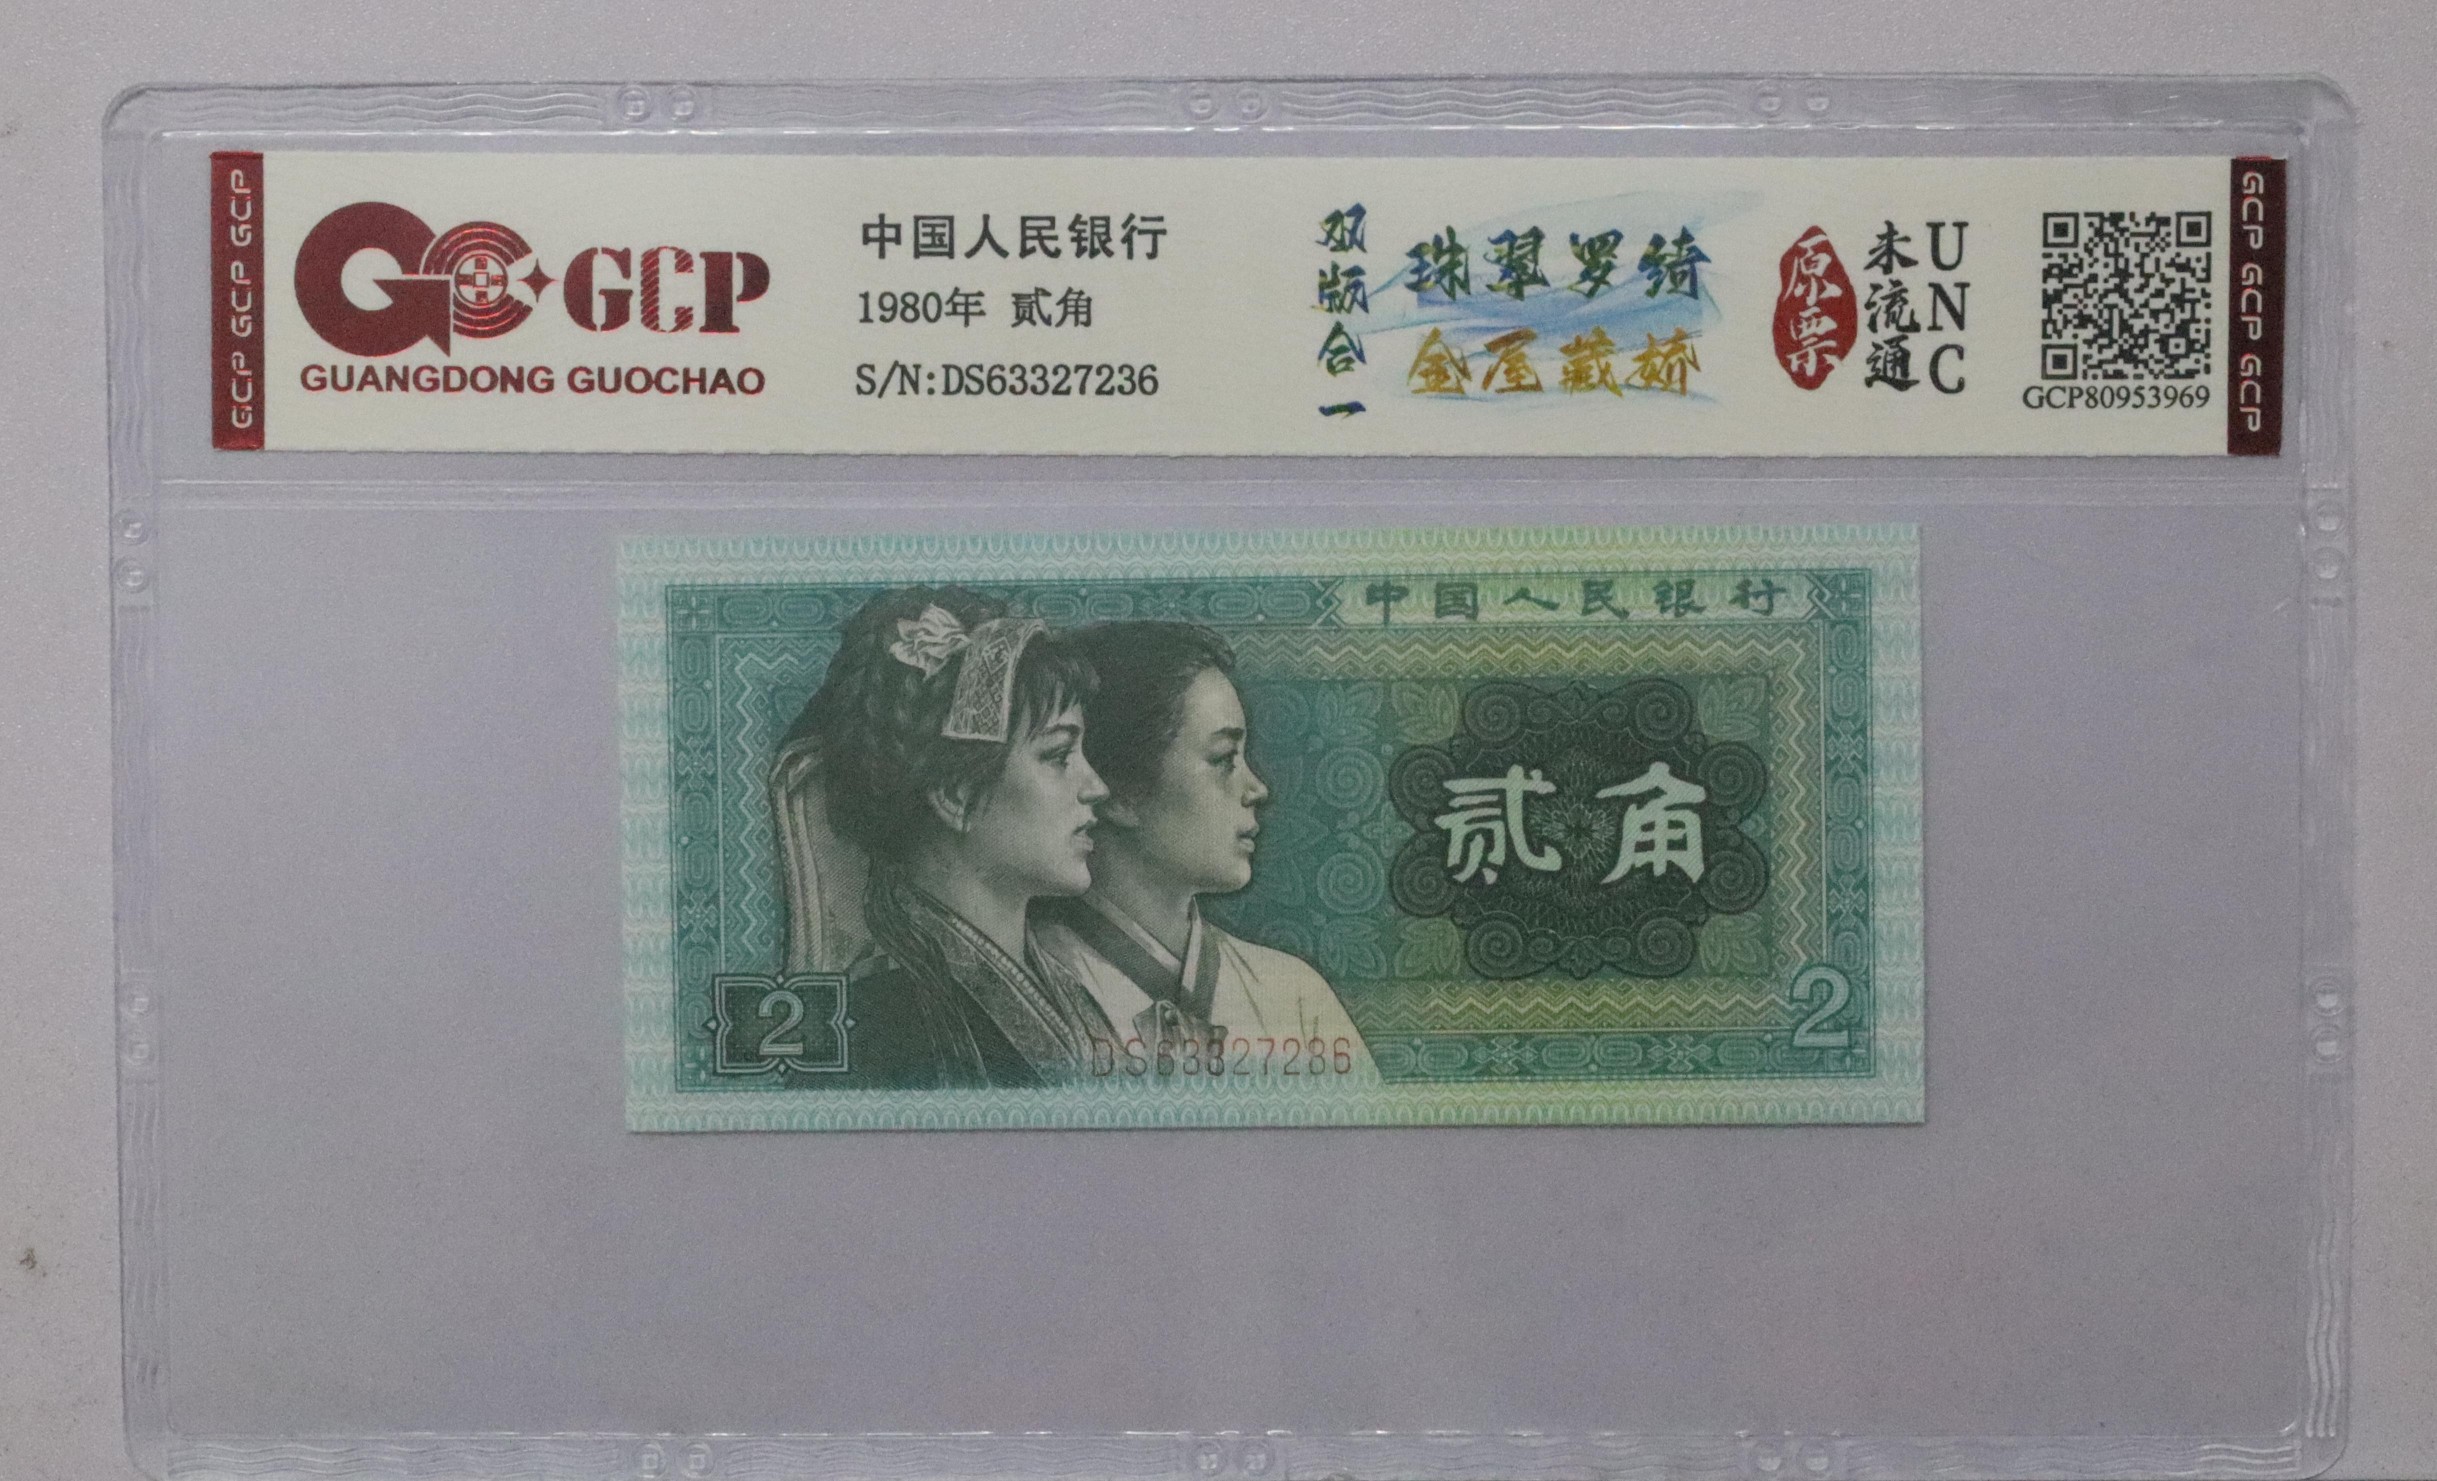 GCP GCP GCP
GCP
GUANGDONG GUOCHAO
中国人民银行
1980年 贰角
S/N:DS63327236
双版合一
珠翠罗绮
金屋藏娇
原票
未流通
UNC
GCP80953969
GCP GCP GCP
中国人民银行
贰角
2
2
DS63327236